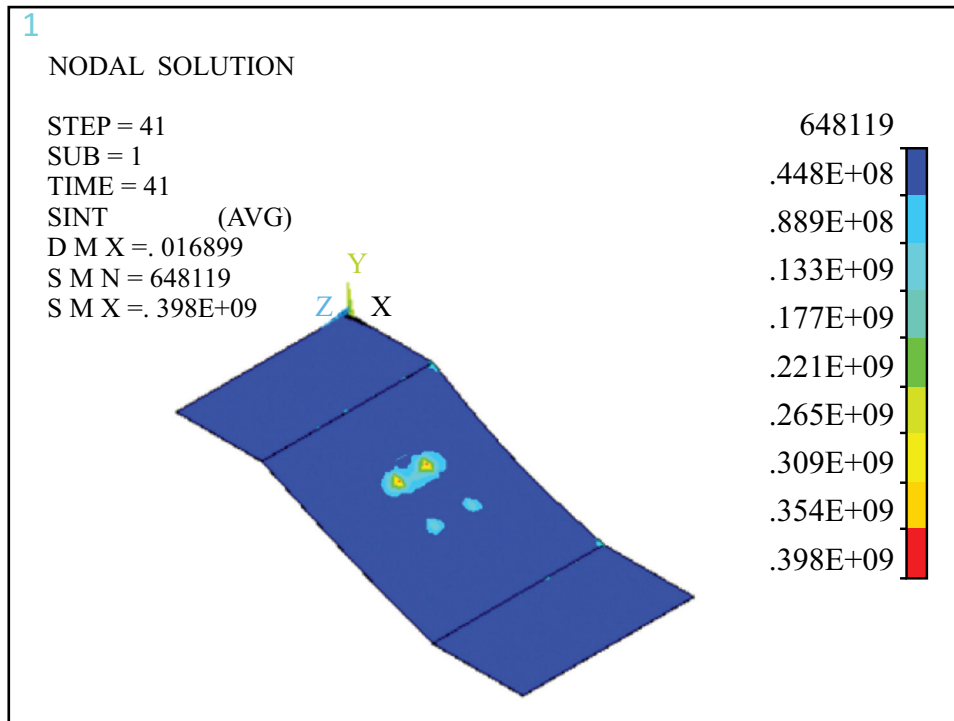 1
NODAL SOLUTION
STEP = 41
SUB = 1
TIME = 41
SINT (AVG)
D M X =. 016899
S M N = 648119
S M X =. 398E+09
Y
Z X
648119
.448E+08
.889E+08
.133E+09
.177E+09
.221E+09
.265E+09
.309E+09
.354E+09
.398E+09